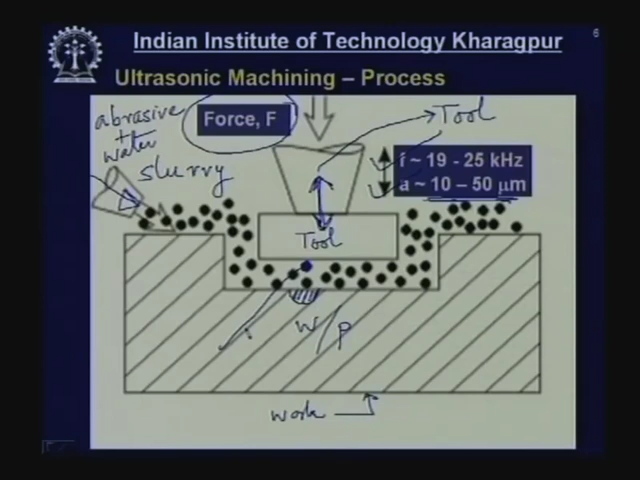 6
Indian Institute of Technology Kharagpur
Ultrasonic Machining – Process
abrasive
+
water
slurry
Force, F
Tool
f ~ 19 - 25 kHz
a ~ 10 – 50 μm
Tool
W/P
work